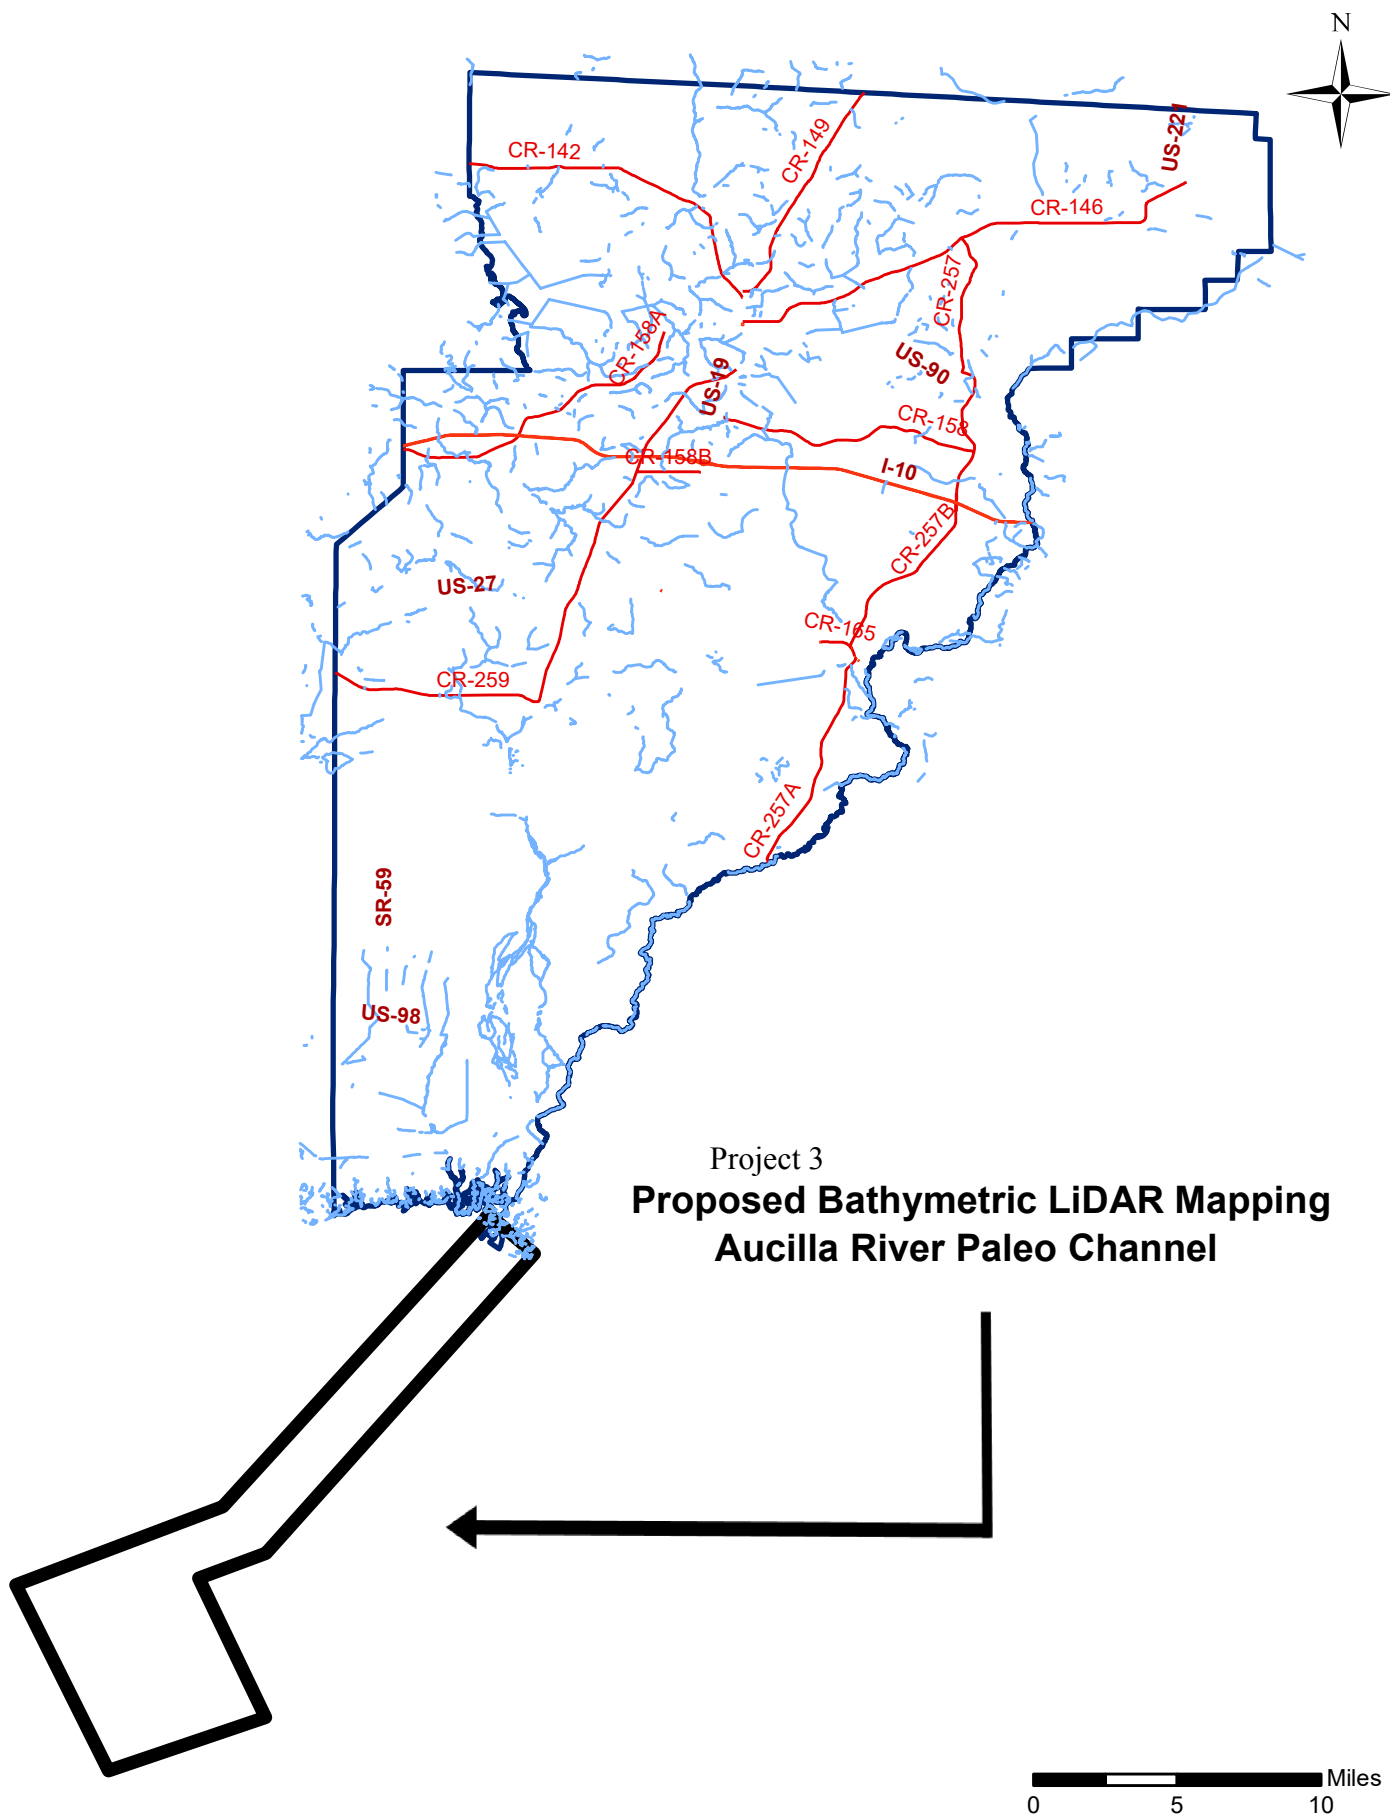 N
US-221
CR-149
CR-142
CR-146
CR-257
CR-158A
US-90
US-19
CR-158
CR-158B
I-10
CR-257B
US-27
CR-165
CR-259
CR-257A
SR-59
US-98
Project 3
Proposed Bathymetric LiDAR Mapping
Aucilla River Paleo Channel
Miles
0 5 10